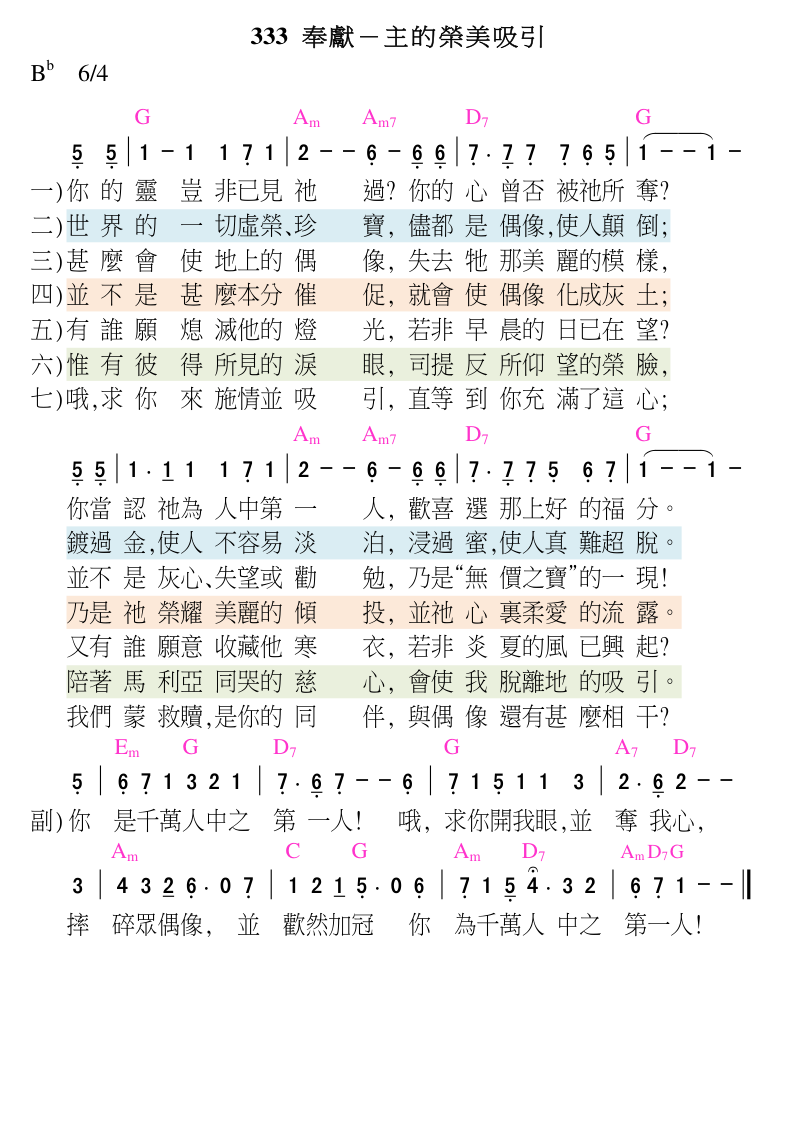 333 奉獻－主的榮美吸引
Bb 6/4
G Am Am7 D7 G
5 5 | 1 - 1 1 7 1 | 2 - - 6 - 6 6 | 7 . 7 7 7 6 5 | 1 - - 1 -
一)你的靈豈非已見祂過?你的心曾否被祂所奪?
二)世界的一切虛榮、珍寶,儘都是偶像,使人顛倒;
三)甚麼會使地上的偶像,失去牠那美麗的模樣,
四)並不是甚麼本分催促,就會使偶像化成灰土;
五)有誰願熄滅他的燈光,若非早晨的日已在望?
六)惟有彼得所見的淚眼,司提反所仰望的榮臉,
七)哦,求你來施情並吸引,直等到你充滿了這心;
Am Am7 D7 G
5 5 | 1 . 1 1 1 7 1 | 2 - - 6 - 6 6 | 7 . 7 7 5 6 7 | 1 - - 1 -
你當認祂為人中第一人,歡喜選那上好的福分。
鍍過金,使人不容易淡泊,浸過蜜,使人真難超脫。
並不是灰心、失望或勸勉,乃是“無價之寶”的一現!
乃是祂榮耀美麗的傾投,並祂心裏柔愛的流露。
又有誰願意收藏他寒衣,若非炎夏的風已興起?
陪著馬利亞同哭的慈心,會使我脫離地的吸引。
我們蒙救贖,是你的同伴,與偶像還有甚麼相干?
Em G D7 G A7 D7
5 | 6 7 1 3 2 1 | 7 . 6 7 - - 6 | 7 1 5 1 1 3 | 2 . 6 2 - -
副)你是千萬人中之第一人!哦,求你開我眼,並奪我心,
Am C G Am D7 Am D7 G
3 | 4 3 2 6 . 0 7 | 1 2 1 5 . 0 6 | 7 1 5 4 . 3 2 | 6 7 1 - - ‖
摔碎眾偶像,並歡然加冠你為千萬人中之第一人!